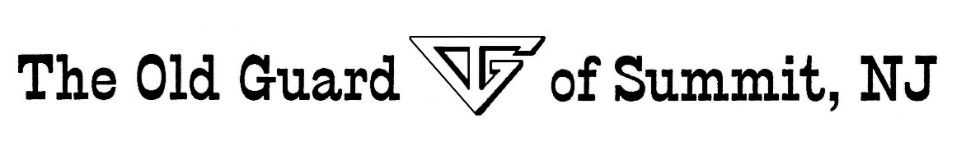 The Old Guard of Summit, NJ